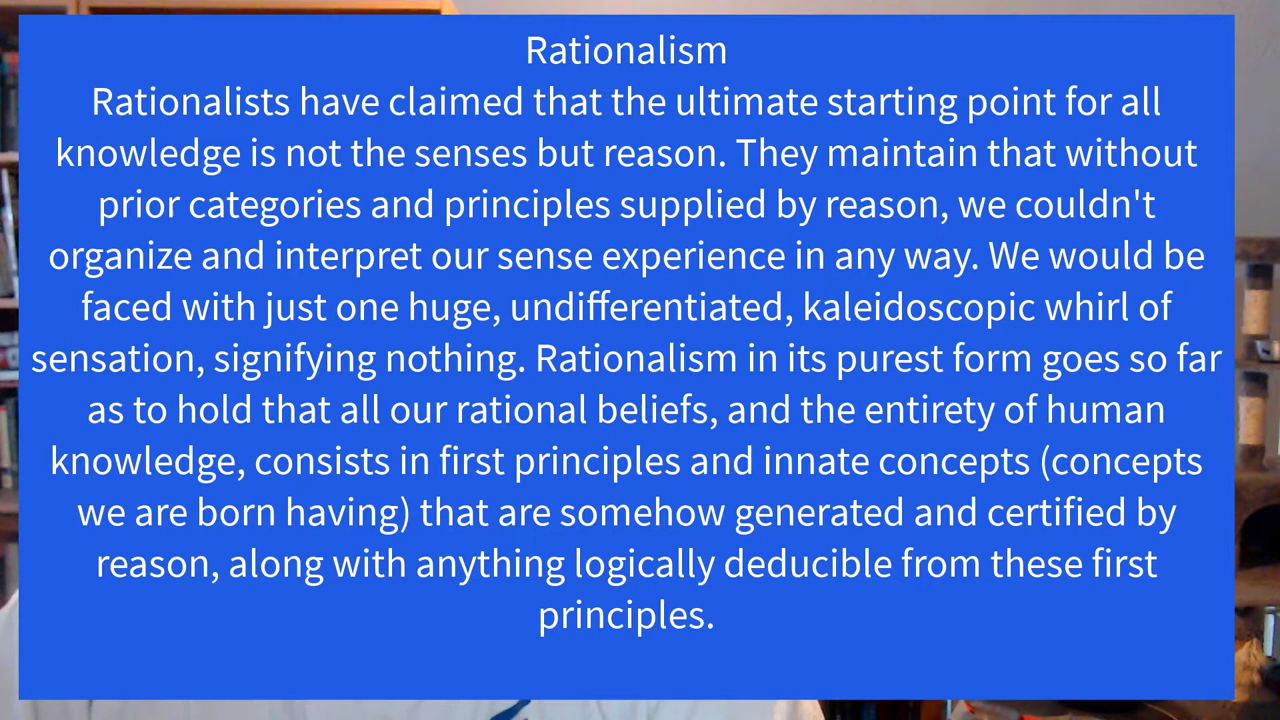 Rationalism
Rationalists have claimed that the ultimate starting point for all
knowledge is not the senses but reason. They maintain that without
prior categories and principles supplied by reason, we couldn't
organize and interpret our sense experience in any way. We would be
faced with just one huge, undifferentiated, kaleidoscopic whirl of
sensation, signifying nothing. Rationalism in its purest form goes so far
as to hold that all our rational beliefs, and the entirety of human
knowledge, consists in first principles and innate concepts (concepts
we are born having) that are somehow generated and certified by
reason, along with anything logically deducible from these first
principles.